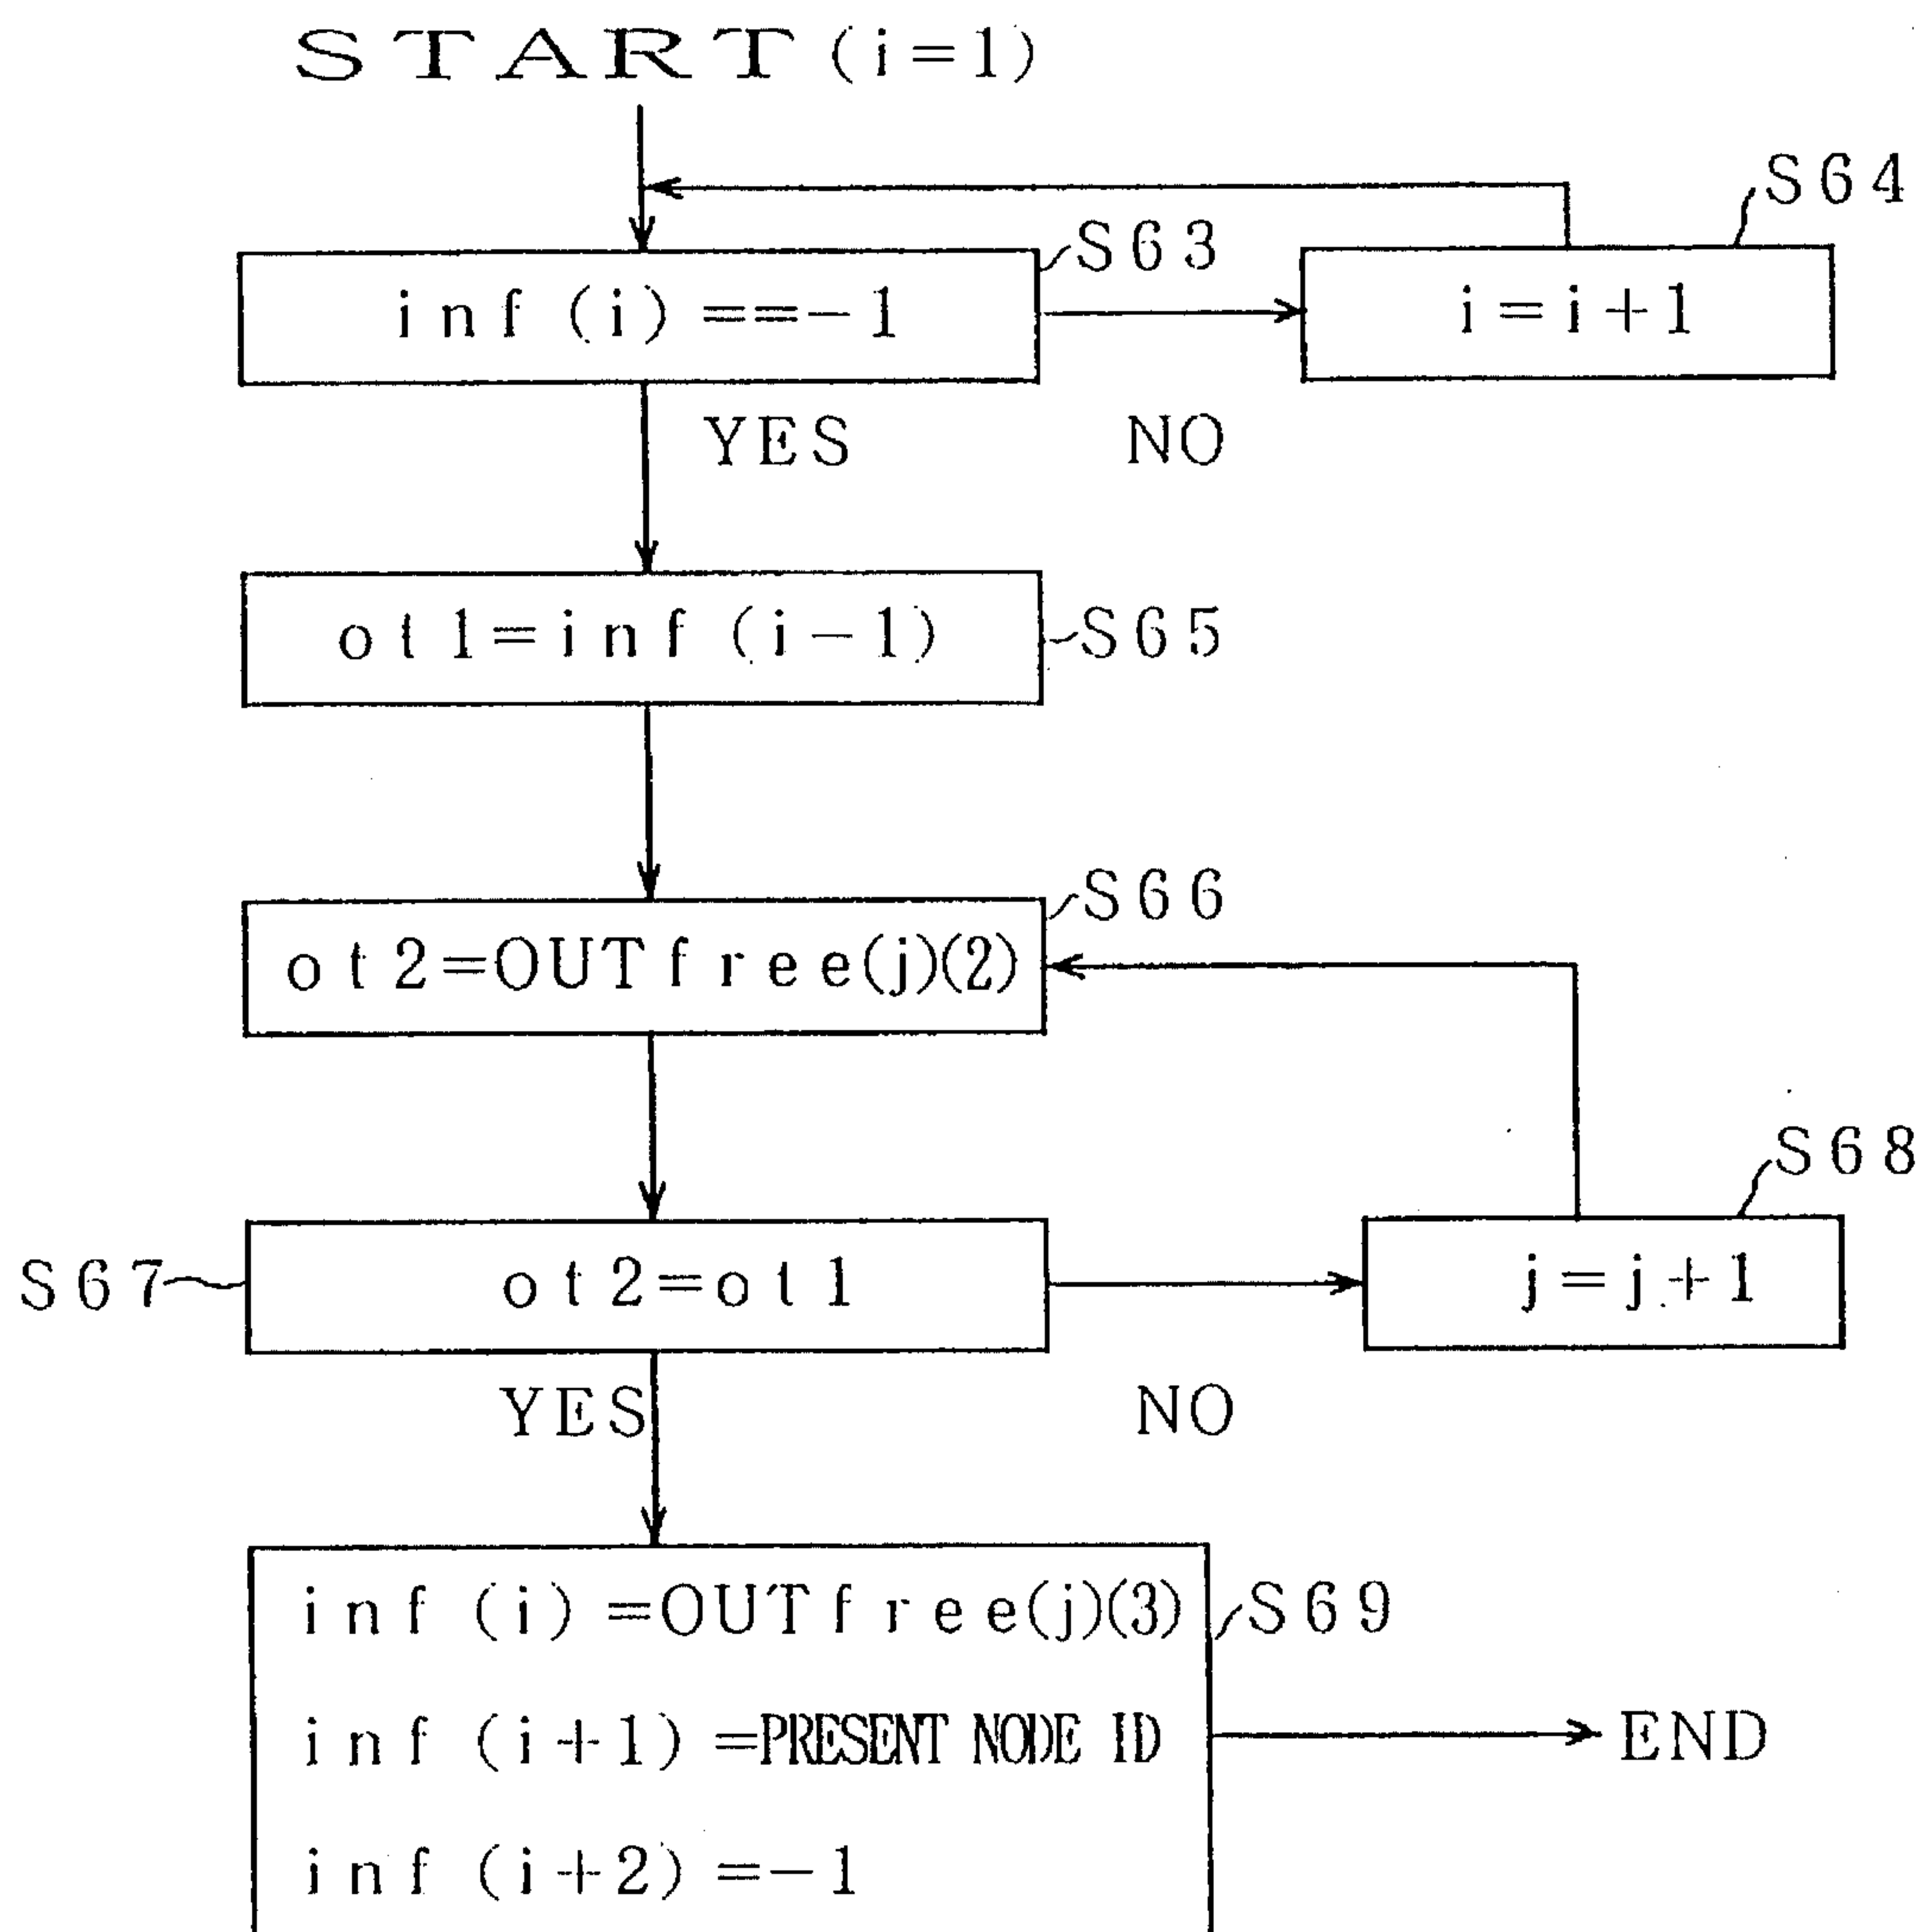 START (i=1)
S64
S63
inf (i) ==-1
i=i+1
YES
NO
ot1=inf (i-1)
S65
S66
ot2=OUTfree(j)(2)
S68
S67
ot2=ot1
j=j+1
YES
NO
inf (i) =OUTfree(j)(3)
S69
inf (i+1) =PRESENT NODE ID
END
inf (i+2) =-1